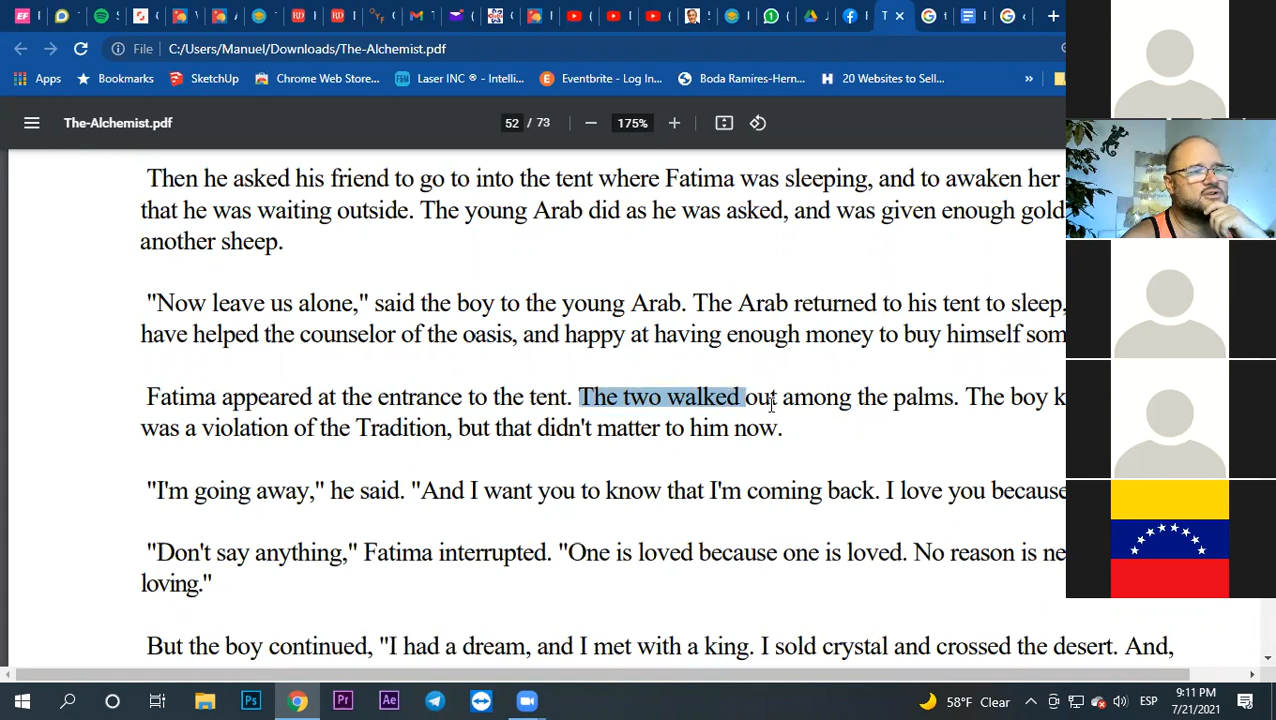 File
C:/Users/Manuel/Downloads/The-Alchemist.pdf
Apps Bookmarks SketchUp Chrome Web Store... Laser INC ® - Intelli... Eventbrite - Log In... Boda Ramires-Hern... 20 Websites to Sell... »
The-Alchemist.pdf 52 / 73 — 175% +
Then he asked his friend to go to into the tent where Fatima was sleeping, and to awaken her
that he was waiting outside. The young Arab did as he was asked, and was given enough gold
another sheep.
"Now leave us alone," said the boy to the young Arab. The Arab returned to his tent to sleep,
have helped the counselor of the oasis, and happy at having enough money to buy himself som
Fatima appeared at the entrance to the tent. The two walked out among the palms. The boy k
was a violation of the Tradition, but that didn't matter to him now.
"I'm going away," he said. "And I want you to know that I'm coming back. I love you because
"Don't say anything," Fatima interrupted. "One is loved because one is loved. No reason is ne
loving."
But the boy continued, "I had a dream, and I met with a king. I sold crystal and crossed the desert. And,
58°F Clear ESP 9:11 PM
7/21/2021